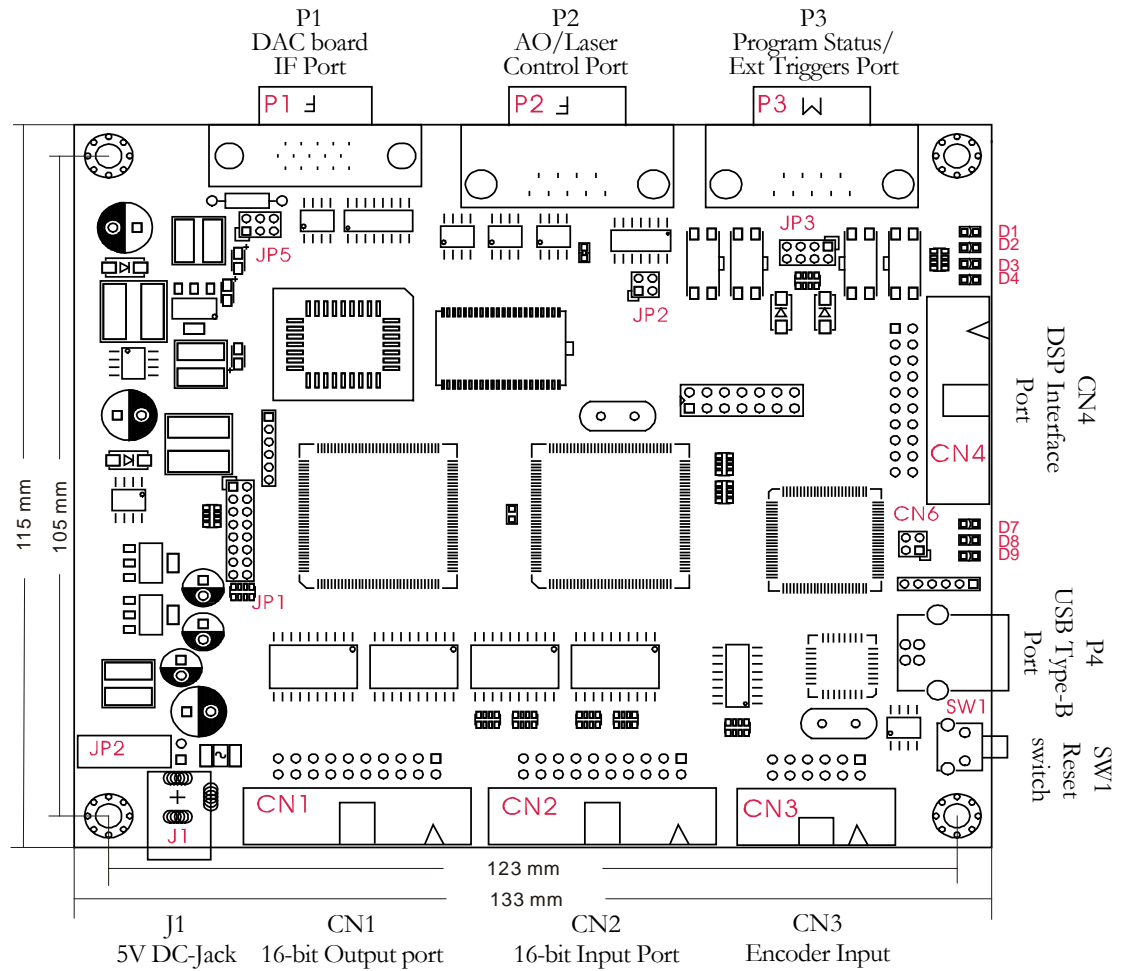 P1
DAC board
IF Port
P2
AO/Laser
Control Port
P3
Program Status/
Ext Triggers Port
P1 F
P2 F
P3 M
JP5
JP3
JP2
D1
D2
D3
D4
CN4
DSP Interface
Port
CN4
115 mm
105 mm
CN6
D7
D8
D9
JP1
P4
USB Type-B
Port
SW1
SW1
Reset
switch
JP2
J1
CN1
CN2
CN3
123 mm
133 mm
J1
5V DC-Jack
CN1
16-bit Output port
CN2
16-bit Input Port
CN3
Encoder Input